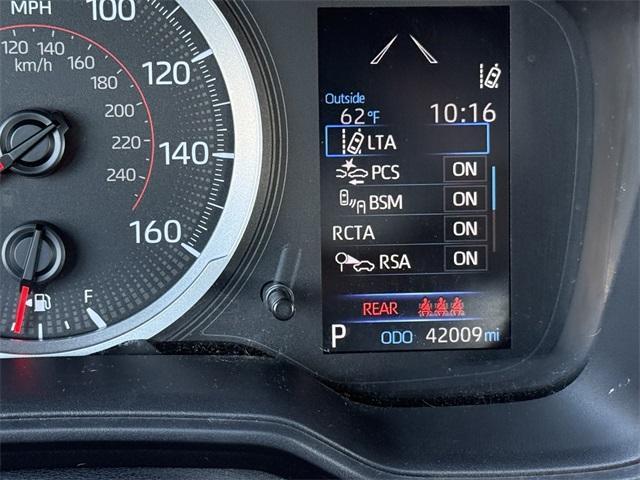 MPH 100
120 140
km/h 160
120
180
200
220
140
240
160
F
Outside
62°F 10:16
LTA
PCS ON
BSM ON
RCTA ON
RSA ON
REAR
P ODO 42009 mi